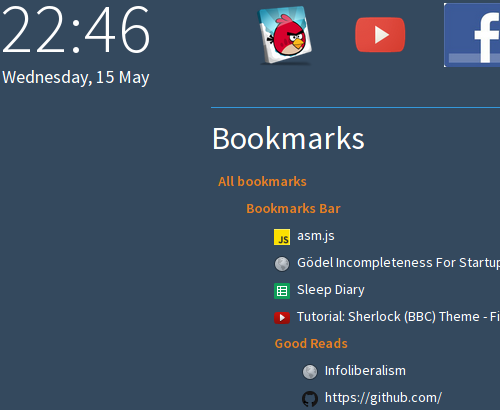 22:46
Wednesday, 15 May
f
Bookmarks
All bookmarks
Bookmarks Bar
JS
asm.js
Gödel Incompleteness For Startup
Sleep Diary
Tutorial: Sherlock (BBC) Theme - Fi
Good Reads
Infoliberalism
https://github.com/